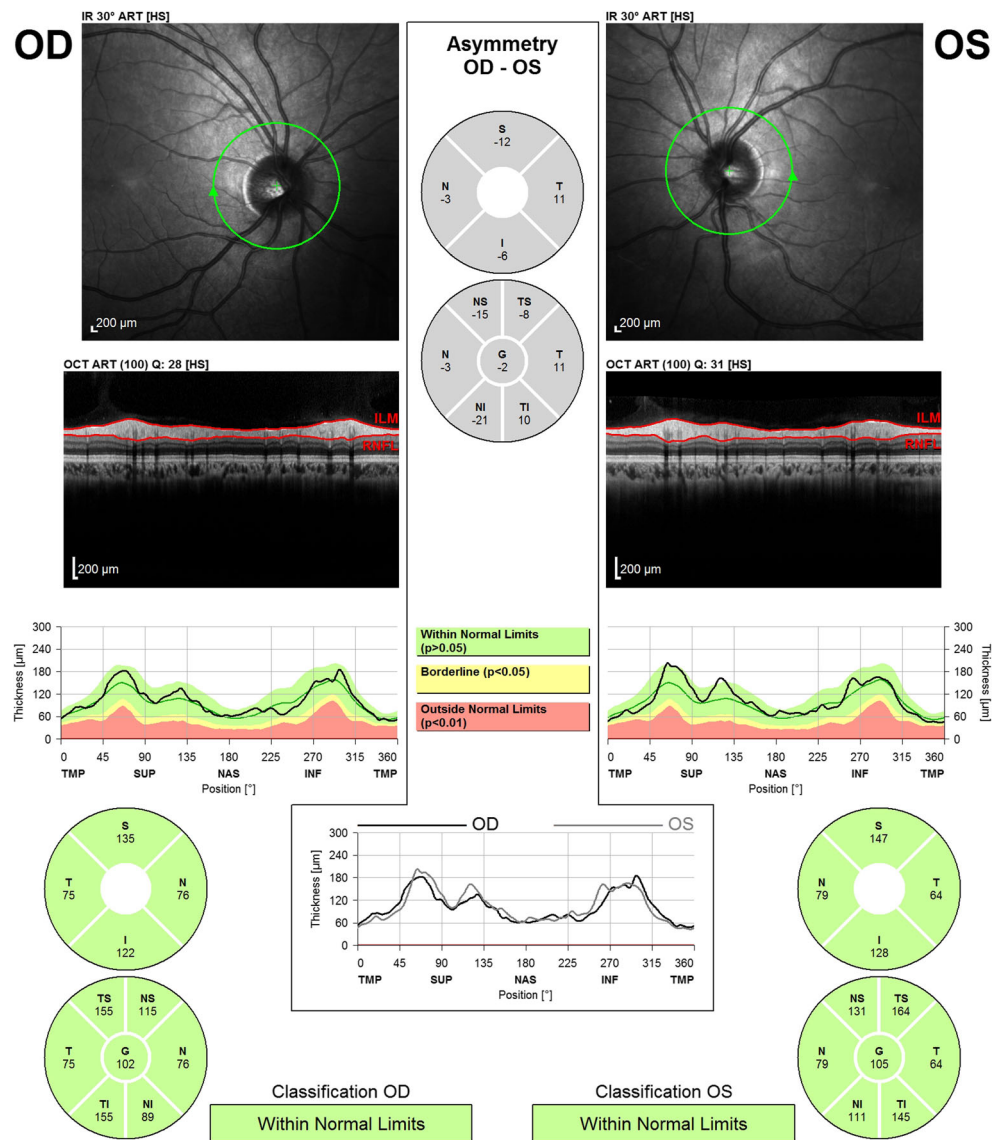 IR 30° ART [HS]
OD
200 µm
OCT ART (100) Q: 28 [HS]
ILM
RNFL
200 µm
Asymmetry
OD - OS
S
-12
N
-3
T
11
I
-6
NS
-15
TS
-8
N
-3
G
-2
T
11
NI
-21
TI
10
IR 30° ART [HS]
OS
200 µm
OCT ART (100) Q: 31 [HS]
ILM
RNFL
200 µm
Thickness [µm]
300
240
180
120
60
0
0 45 90 135 180 225 270 315 360
TMP SUP NAS INF TMP
Position [°]
Within Normal Limits
(p>0.05)
Borderline (p<0.05)
Outside Normal Limits
(p<0.01)
300
240
180
120
60
0
Thickness [µm]
0 45 90 135 180 225 270 315 360
TMP SUP NAS INF TMP
Position [°]
S
135
T
75
N
76
I
122
TS
155
NS
115
T
75
G
102
N
76
TI
155
NI
89
OD OS
Thickness [µm]
300
240
180
120
60
0
0 45 90 135 180 225 270 315 360
TMP SUP NAS INF TMP
Position [°]
S
147
N
79
T
64
I
128
NS
131
TS
164
N
79
G
105
T
64
NI
111
TI
145
Classification OD
Within Normal Limits
Classification OS
Within Normal Limits